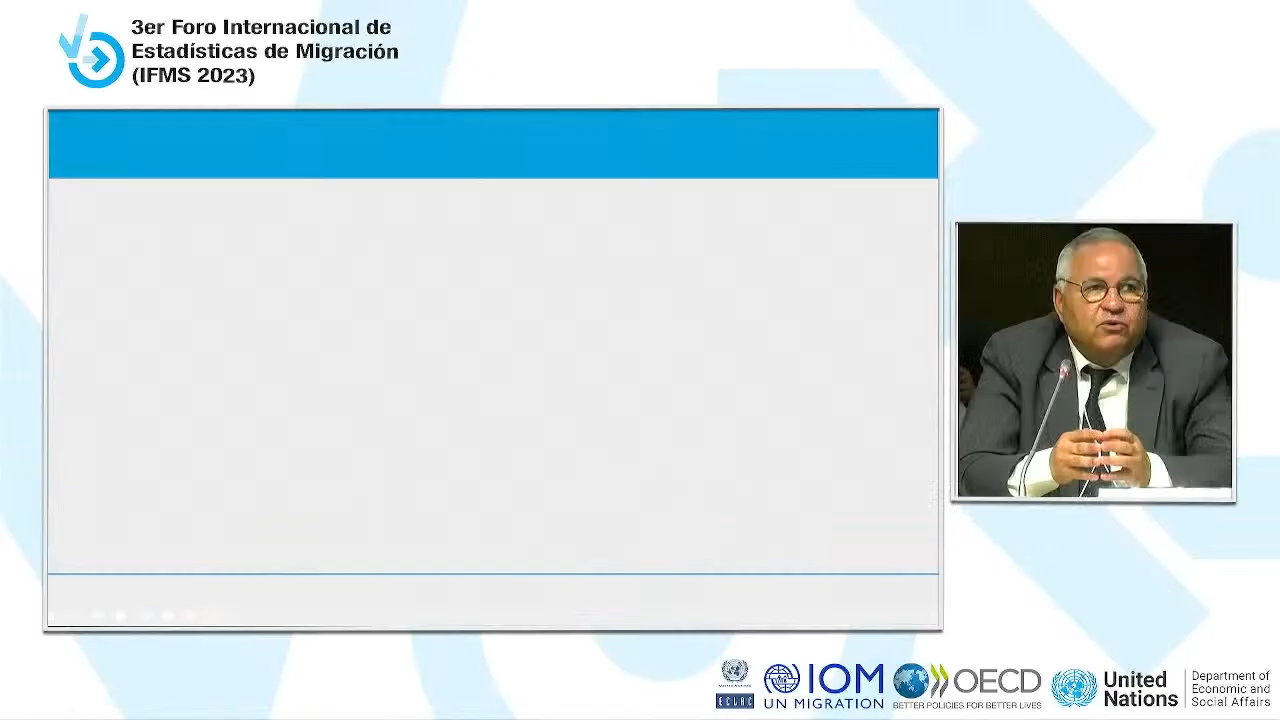 3er Foro Internacional de
Estadísticas de Migración
(IFMS 2023)
ECLAC
IOM
UN MIGRATION
OECD
BETTER POLICIES FOR BETTER LIVES
United
Nations
Department of
Economic and
Social Affairs